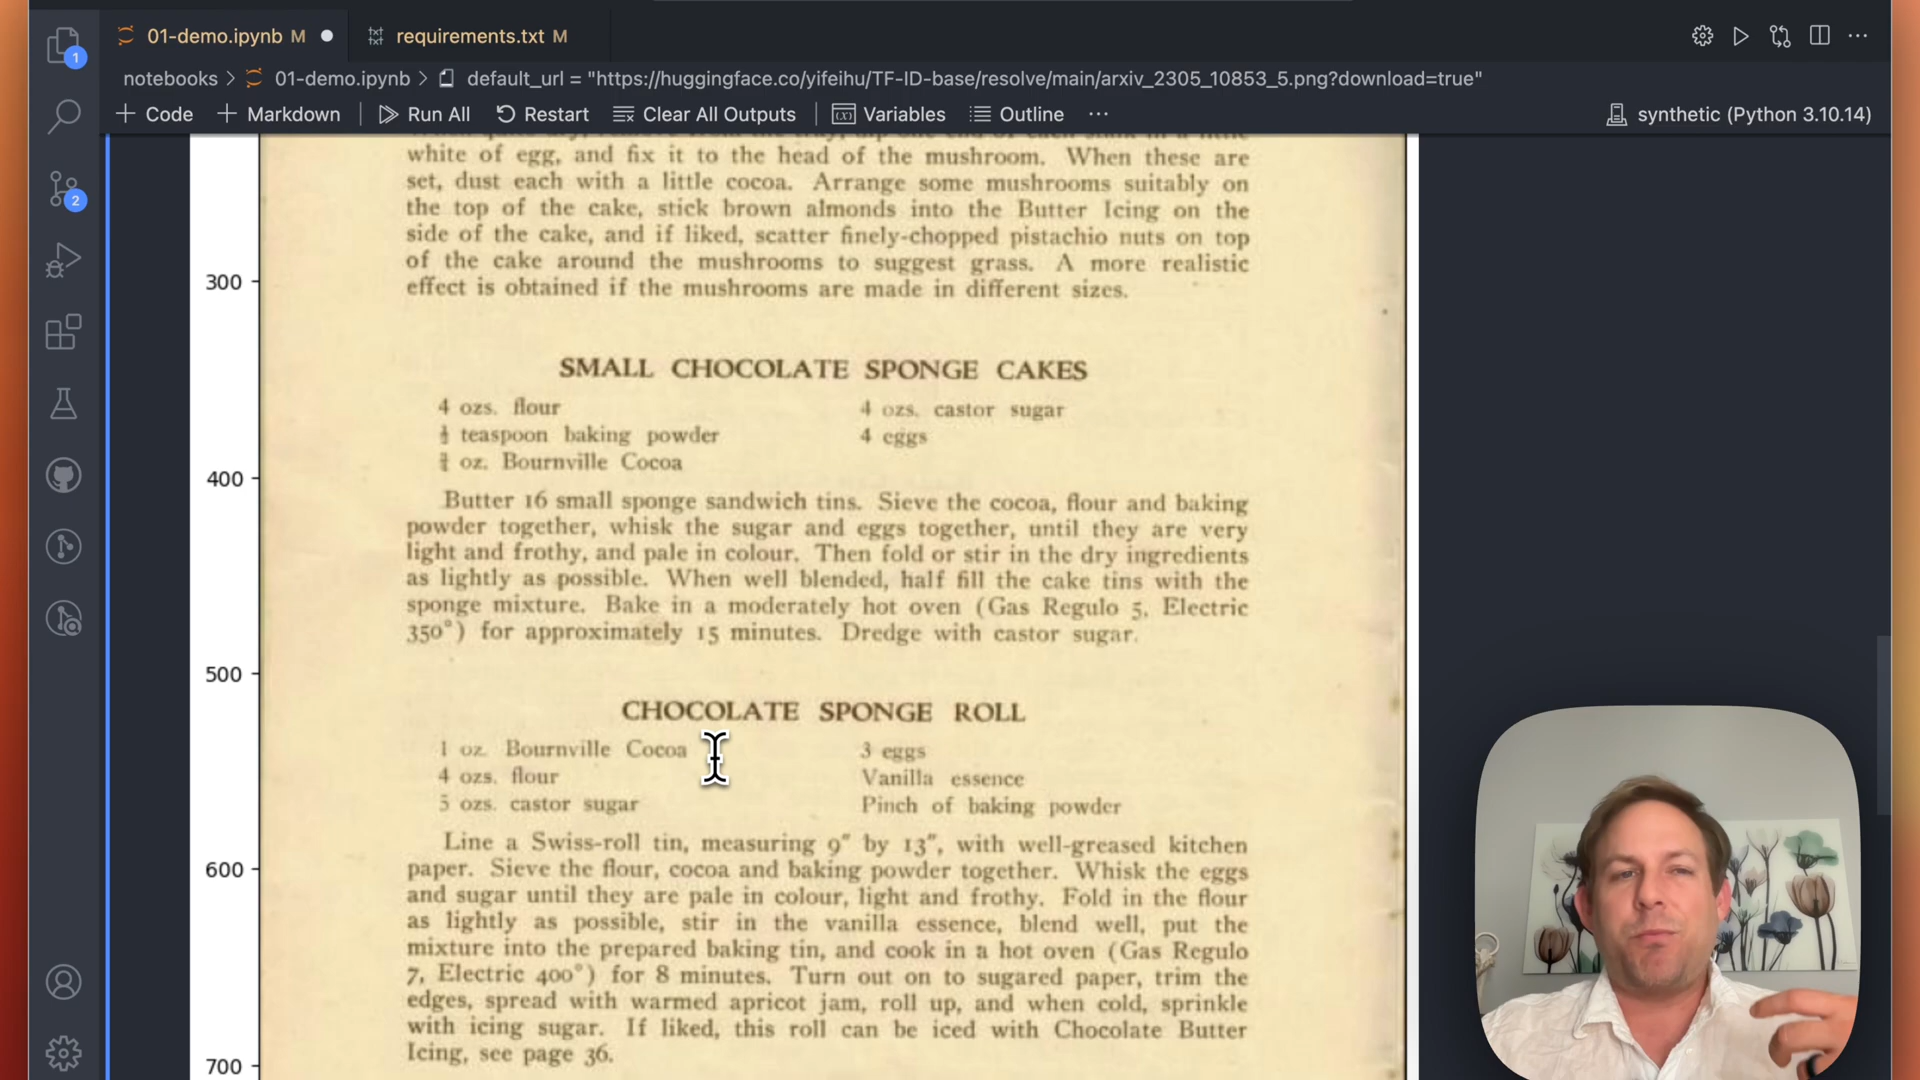 01-demo.ipynb M
requirements.txt M
notebooks > 01-demo.ipynb > default_url = "https://huggingface.co/yifeihu/TF-ID-base/resolve/main/arxiv_2305_10853_5.png?download=true"
+ Code + Markdown Run All Restart Clear All Outputs Variables Outline ... synthetic (Python 3.10.14)
1
2
white of egg, and fix it to the head of the mushroom. When these are
set, dust each with a little cocoa. Arrange some mushrooms suitably on
the top of the cake, stick brown almonds into the Butter Icing on the
side of the cake, and if liked, scatter finely-chopped pistachio nuts on top
of the cake around the mushrooms to suggest grass. A more realistic
300
effect is obtained if the mushrooms are made in different sizes.
SMALL CHOCOLATE SPONGE CAKES
4 ozs. flour 4 ozs. castor sugar
teaspoon baking powder 4 eggs
oz. Bournville Cocoa
400
Butter 16 small sponge sandwich tins. Sieve the cocoa, flour and baking
powder together, whisk the sugar and eggs together, until they are very
light and frothy, and pale in colour. Then fold or stir in the dry ingredients
as lightly as possible. When well blended, half fill the cake tins with the
sponge mixture. Bake in a moderately hot oven (Gas Regulo 5, Electric
350°) for approximately 15 minutes. Dredge with castor sugar.
500
CHOCOLATE SPONGE ROLL
1 oz. Bournville Cocoa 3 eggs
4 ozs. flour Vanilla essence
5 ozs. castor sugar Pinch of baking powder
Line a Swiss-roll tin, measuring 9" by 13", with well-greased kitchen
600
paper. Sieve the flour, cocoa and baking powder together. Whisk the eggs
and sugar until they are pale in colour, light and frothy. Fold in the flour
as lightly as possible, stir in the vanilla essence, blend well, put the
mixture into the prepared baking tin, and cook in a hot oven (Gas Regulo
7, Electric 400°) for 8 minutes. Turn out on to sugared paper, trim the
edges, spread with warmed apricot jam, roll up, and when cold, sprinkle
with icing sugar. If liked, this roll can be iced with Chocolate Butter
Icing, see page 36.
700